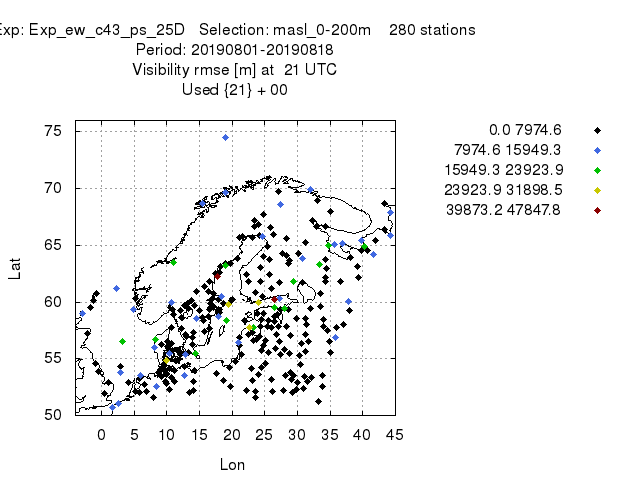 Exp: Exp_ew_c43_ps_25D   Selection: masl_0-200m    280 stations
Period: 20190801-20190818
Visibility rmse [m] at  21 UTC
Used {21} + 00
0.0 7974.6
7974.6 15949.3
15949.3 23923.9
23923.9 31898.5
39873.2 47847.8
75
70
65
60
55
50
Lat
0 5 10 15 20 25 30 35 40 45
Lon